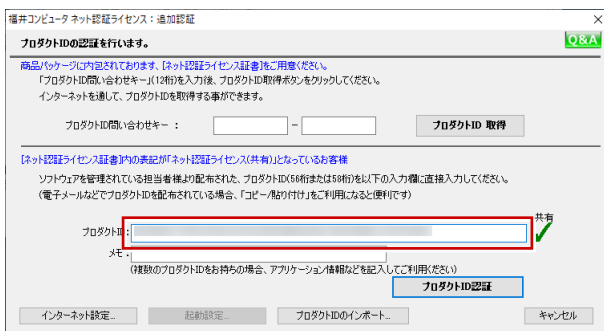 福井コンピュータ ネット認証ライセンス：追加認証
プロダクトIDの認証を行います。
Q&A
商品パッケージに内包されております、[ネット認証ライセンス証書]をご用意ください。
「プロダクトID問い合わせキー」(12桁)を入力後、プロダクトID取得ボタンをクリックしてください。
インターネットを通して、プロダクトIDを取得する事ができます。
プロダクトID問い合わせキー ：
－
プロダクトID 取得
[ネット認証ライセンス証書]内の表記が「ネット認証ライセンス(共有)」となっているお客様
ソフトウェアを管理されている担当者様より配布された、プロダクトID(56桁または58桁)を以下の入力欄に直接入力してください。
(電子メールなどでプロダクトIDを配布されている場合、「コピー/貼り付け」をご利用になると便利です)
共有
プロダクトID：
メモ：
(複数のプロダクトIDをお持ちの場合、アプリケーション情報などを記入してご利用ください)
プロダクトID認証
インターネット設定...
起動設定...
プロダクトIDのインポート...
キャンセル